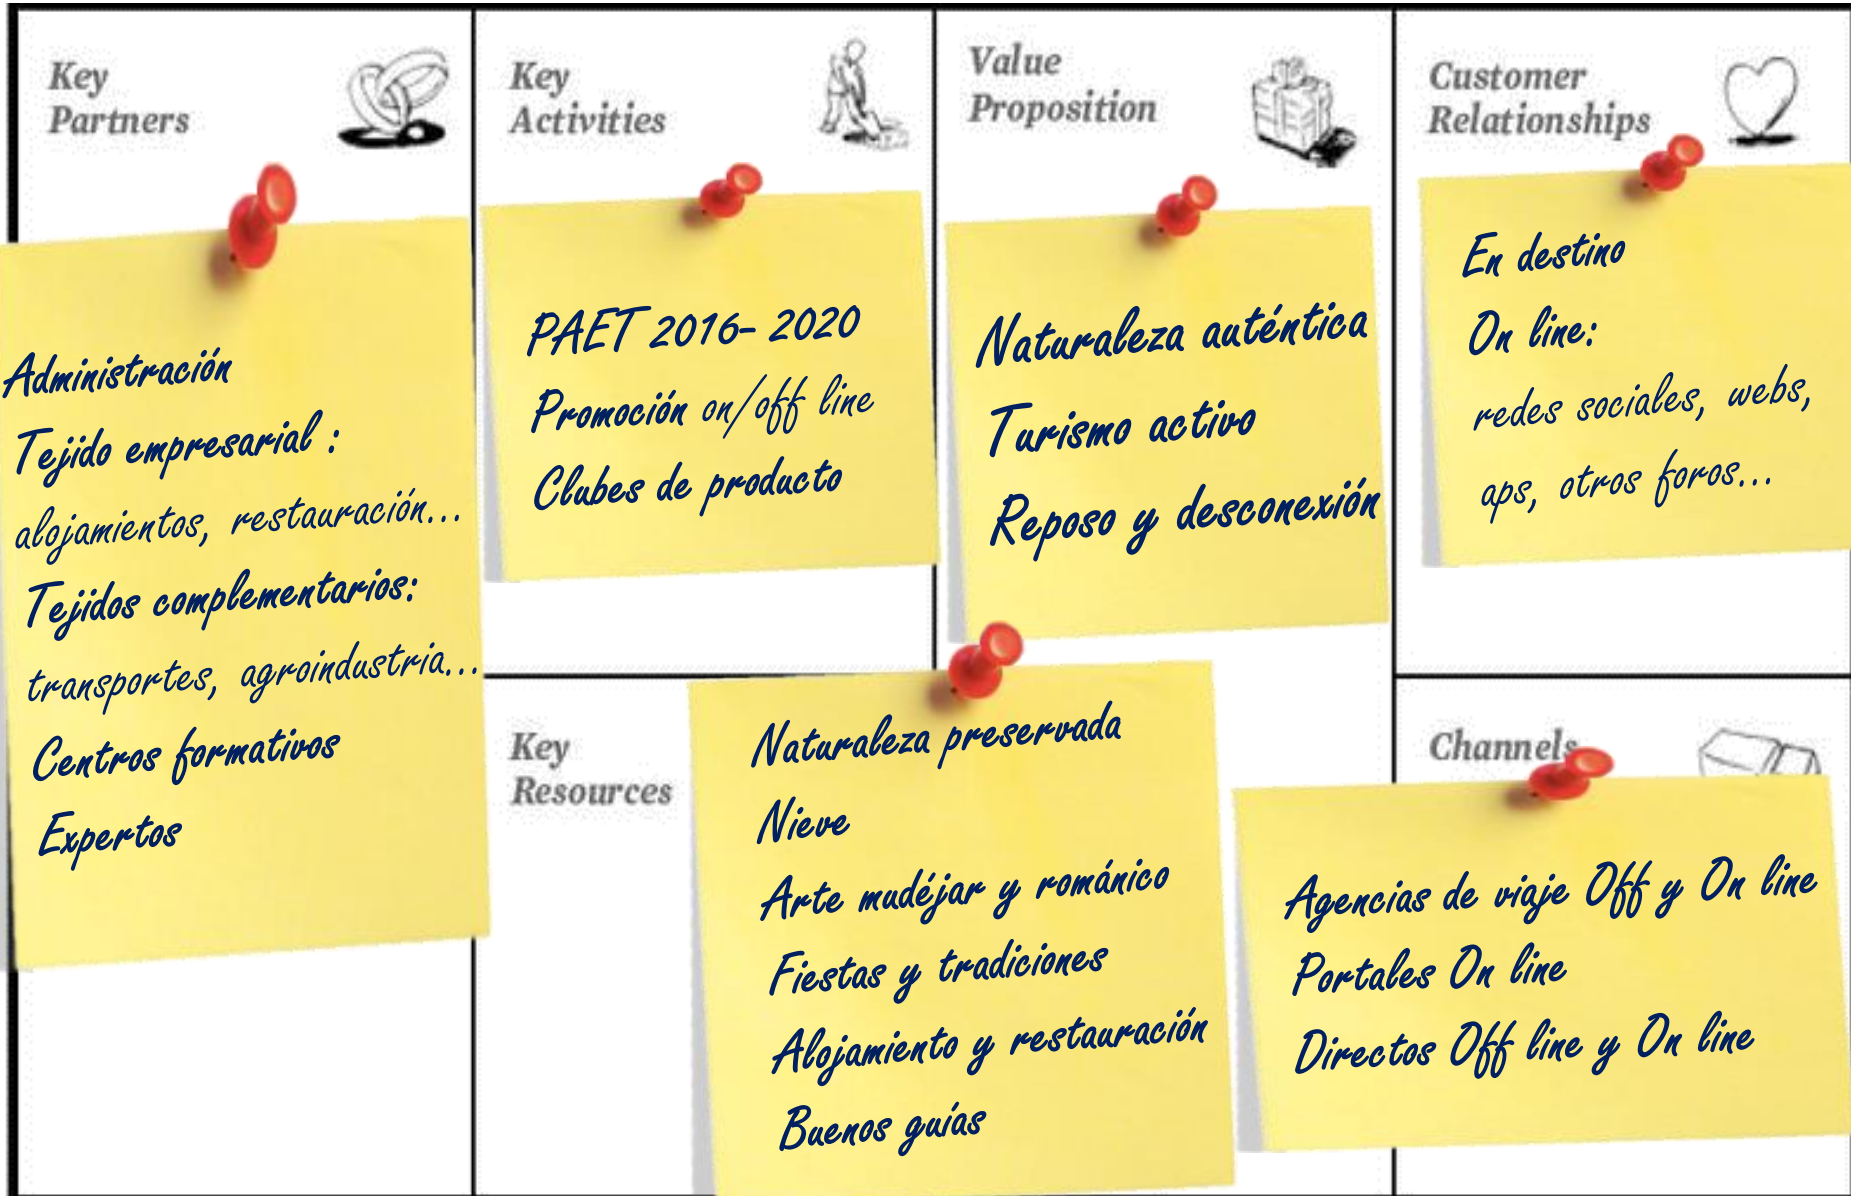 Key
Partners
Administración
Tejido empresarial :
alojamientos, restauración...
Tejidos complementarios:
transportes, agroindustria...
Centros formativos
Expertos
Key
Activities
PAET 2016- 2020
Promoción on/off line
Clubes de producto
Value
Proposition
Naturaleza auténtica
Turismo activo
Reposo y desconexión
Customer
Relationships
En destino
On line:
redes sociales, webs,
aps, otros foros...
Key
Resources
Naturaleza preservada
Nieve
Arte mudéjar y románico
Fiestas y tradiciones
Alojamiento y restauración
Buenos guías
Channels
Agencias de viaje Off y On line
Portales On line
Directos Off line y On line